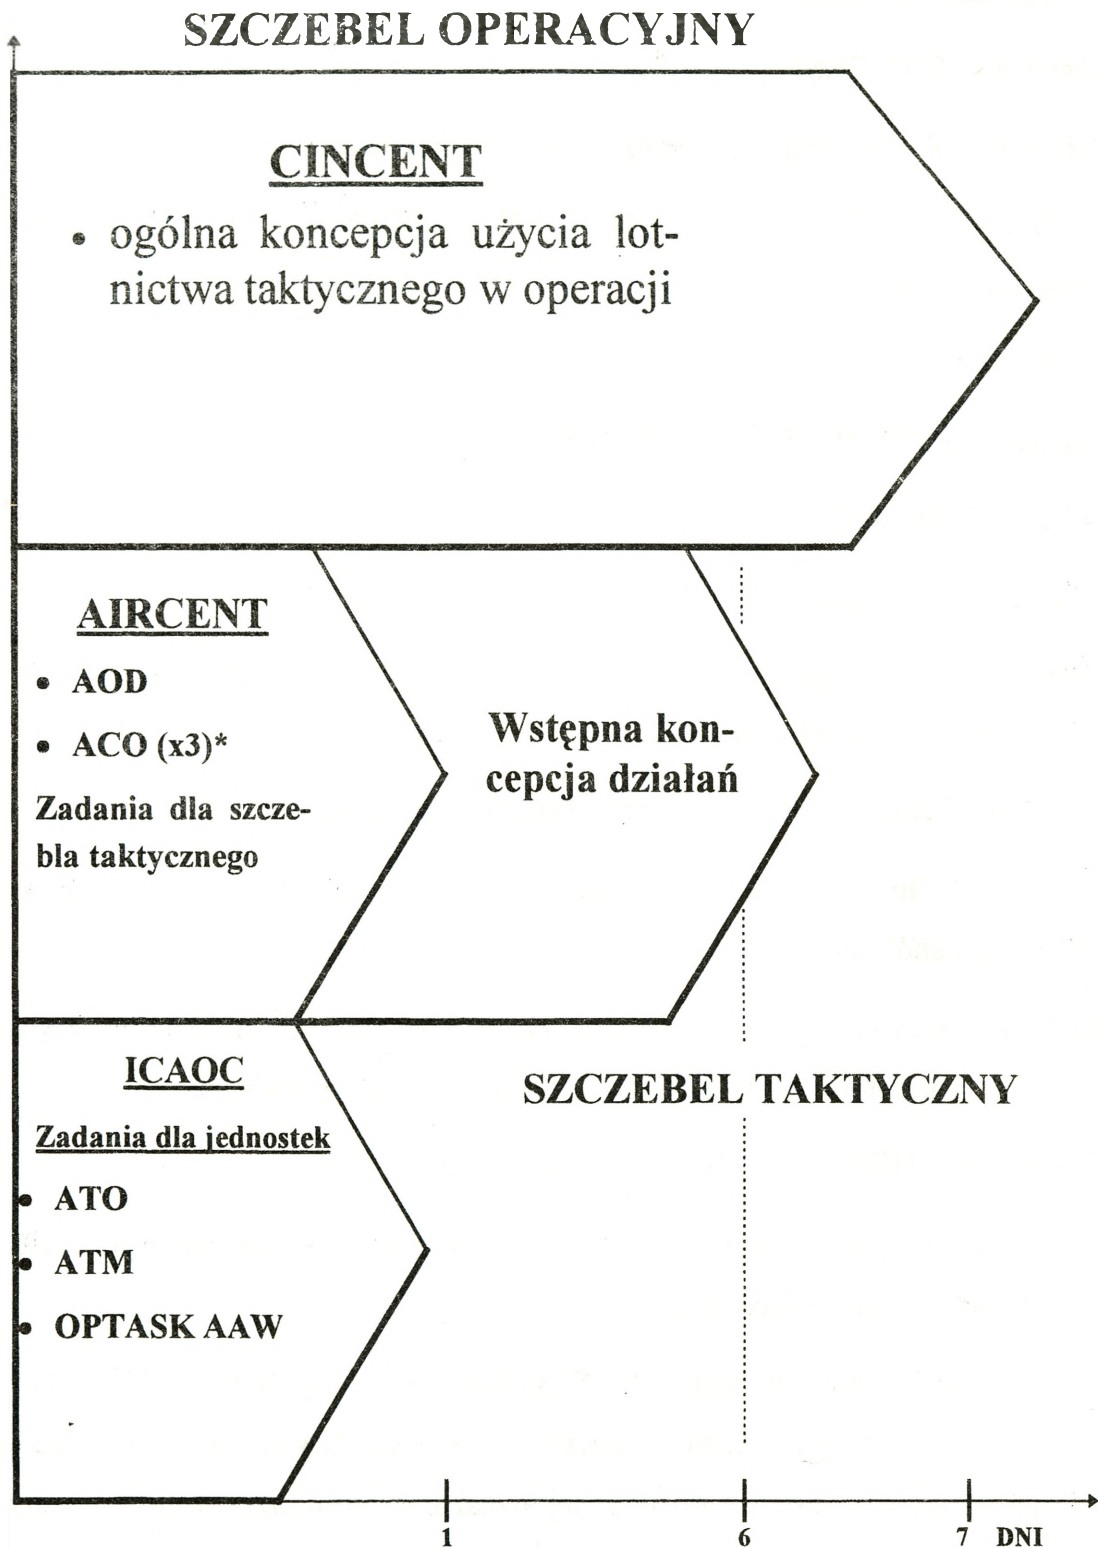 SZCZEBEL OPERACYJNY
CINCENT
• ogólna koncepcja użycia lot-
nictwa taktycznego w operacji
AIRCENT
• AOD
• ACO (x3)*
Zadania dla szcze-
bla taktycznego
Wstępna kon-
cepcja działań
ICAOC
Zadania dla jednostek
• ATO
• ATM
• OPTASK AAW
SZCZEBEL TAKTYCZNY
1 6 7 DNI